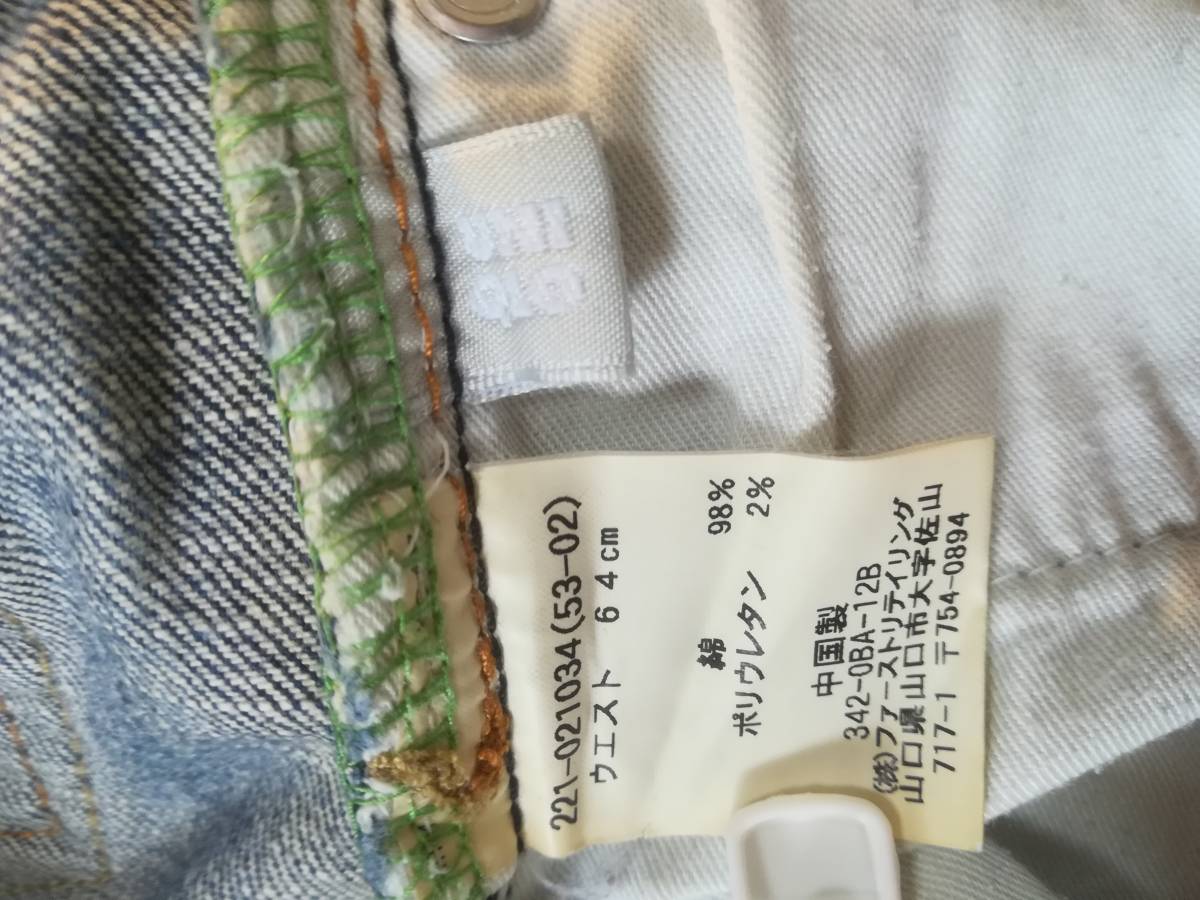 221-021034(53-02)
ウエスト 64cm
綿 98%
ポリウレタン 2%
中国製
342-0BA-12B
(株)ファーストリテイリング
山口県山口市大字佐山
717-1 〒754-0894